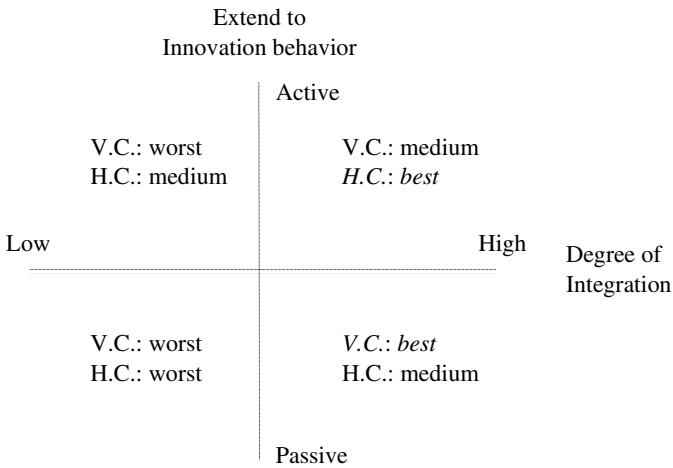 Extend to
Innovation behavior
Active
V.C.: worst
H.C.: medium
V.C.: medium
H.C.: best
Low
High
Degree of
Integration
V.C.: worst
H.C.: worst
V.C.: best
H.C.: medium
Passive